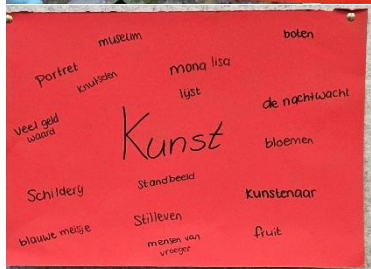 museum
boten
portret
knutselen
mona lisa
lijst
de nachtwacht
veel geld
waard
Kunst
bloemen
Standbeeld
Schildery
Kunstenaar
Stilleven
blauwe meisje
mensen van
vroeger
fruit